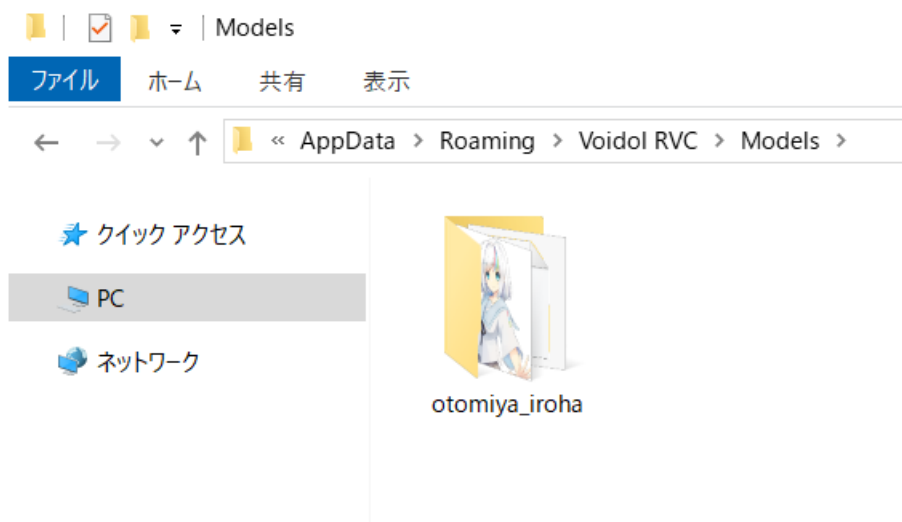 Models
ファイル ホーム 共有 表示
« AppData > Roaming > Voidol RVC > Models >
クイック アクセス
PC
ネットワーク
otomiya_iroha